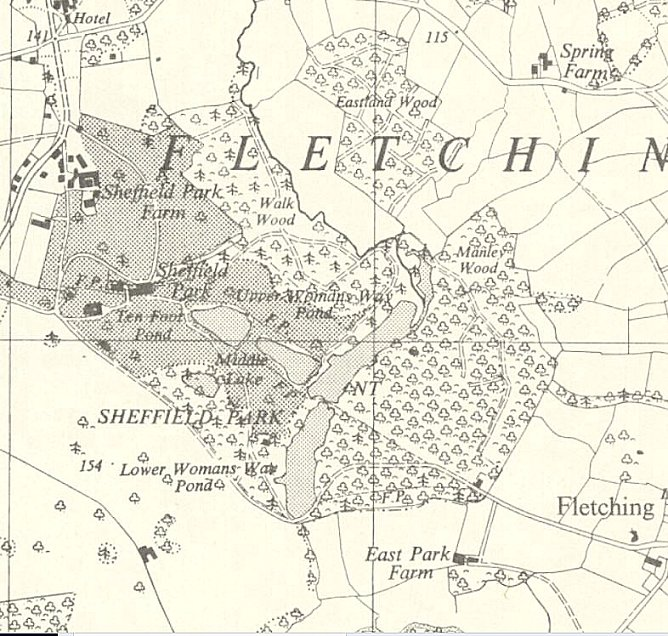 Hotel
141
115
Spring
Farm
Eastland Wood
FLETCHIN
Sheffield Park
Farm
Walk
Wood
Manley
Wood
Sheffield
Park
F.P.
Upper Womans Way
Pond
F.P.
Ten Foot
Pond
Middle
Lake
F.P.
NT
SHEFFIELD PARK
154
Lower Womans Way
Pond
F.P.
Fletching
East Park
Farm